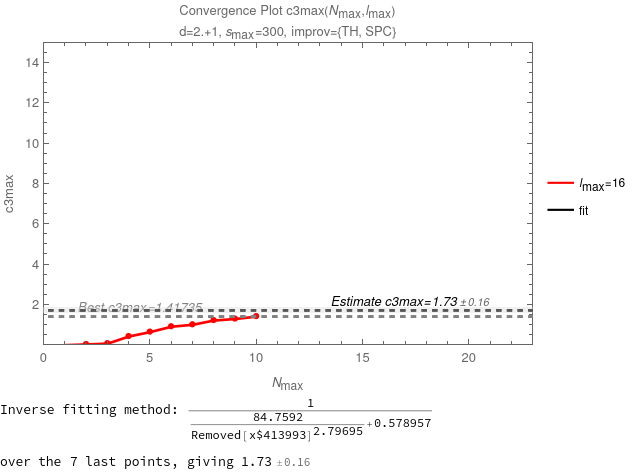 Convergence Plot c3max(Nmax,lmax)
d=2.+1, smax=300, improv={TH, SPC}
14
12
10
8
6
4
2
c3max
Best c3max=1.41735
Estimate c3max=1.73 ±0.16
lmax=16
fit
0 5 10 15 20
Nmax
Inverse fitting method:
1
84.7592
Removed[x$413993]2.79695
+0.578957
over the 7 last points, giving 1.73 ±0.16